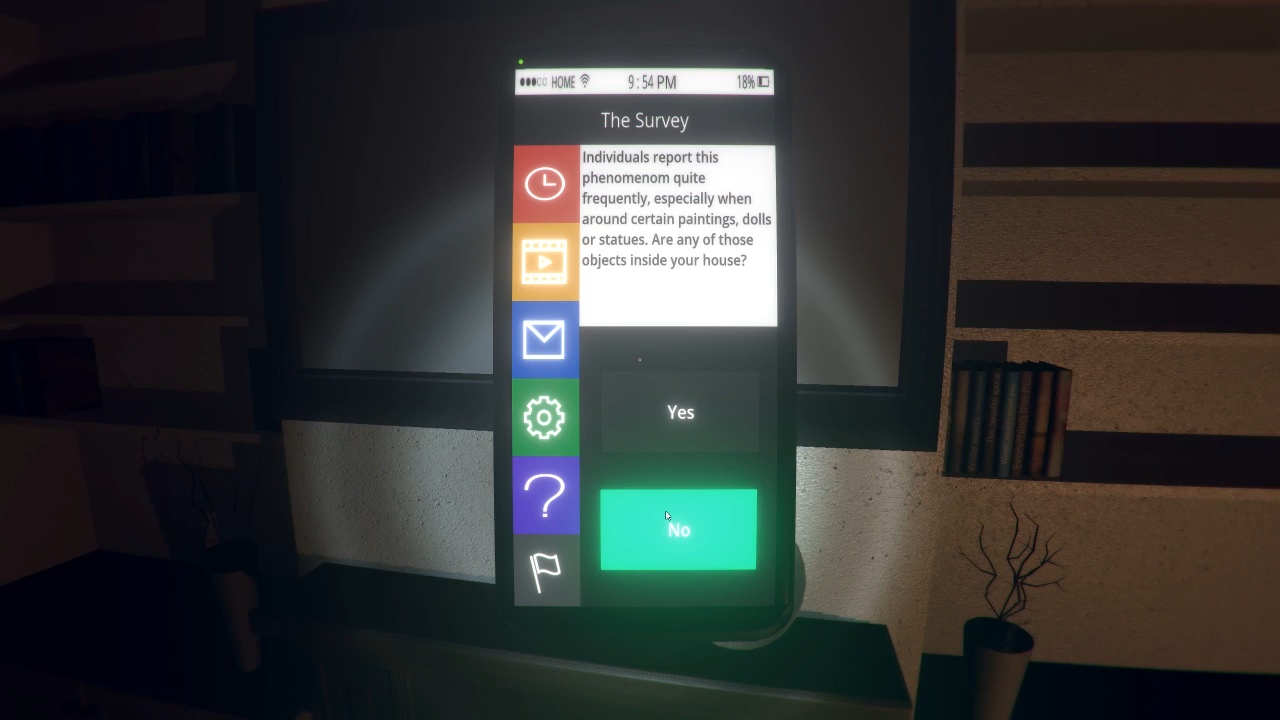 HOME 9:54 PM 18%
The Survey
Individuals report this
phenomenom quite
frequently, especially when
around certain paintings, dolls
or statues. Are any of those
objects inside your house?
Yes
No